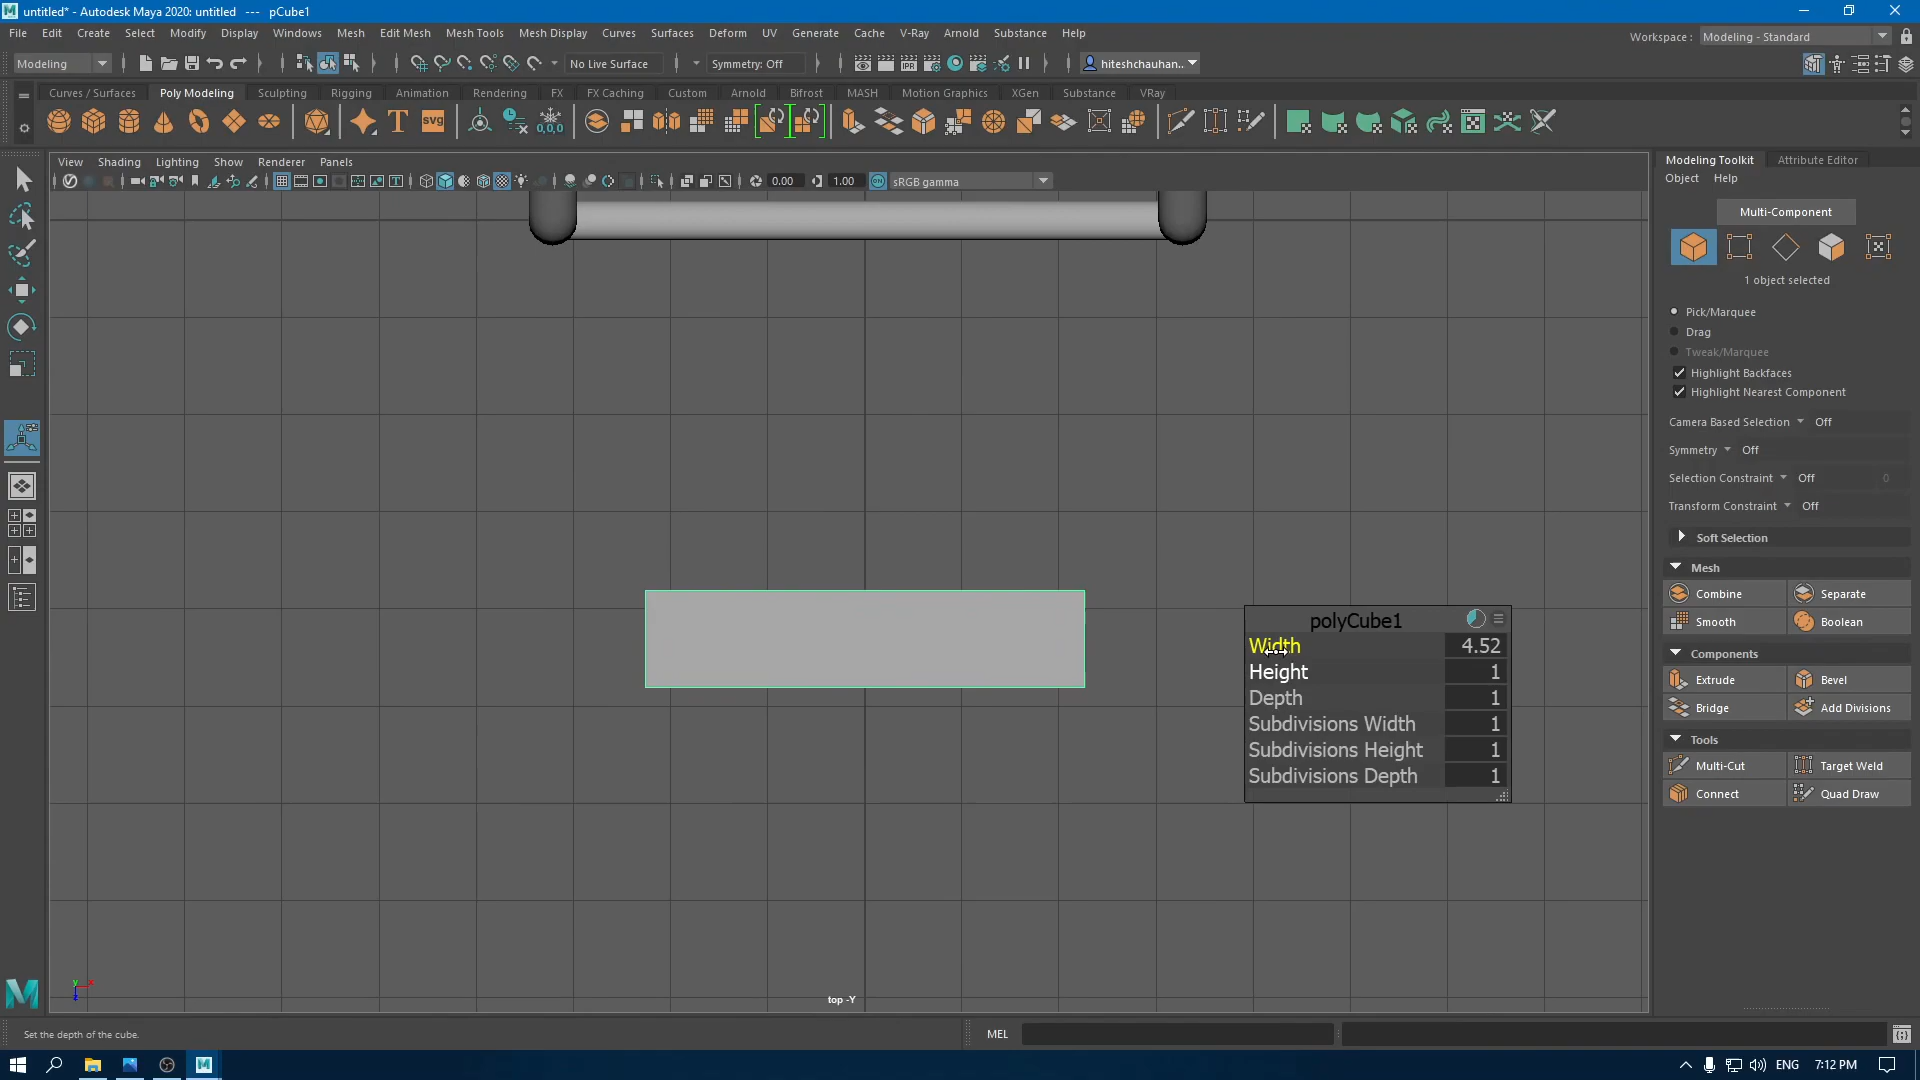 untitled* - Autodesk Maya 2020: untitled   ---   pCube1
File Edit Create Select Modify Display Windows Mesh Edit Mesh Mesh Tools Mesh Display Curves Surfaces Deform UV Generate Cache V-Ray Arnold Substance Help
Workspace : Modeling - Standard
Modeling No Live Surface Symmetry: Off hiteshchauhan..
Curves / Surfaces Poly Modeling Sculpting Rigging Animation Rendering FX FX Caching Custom Arnold Bifrost MASH Motion Graphics XGen Substance VRay
View Shading Lighting Show Renderer Panels
0.00 1.00 sRGB gamma
Modeling Toolkit Attribute Editor
Object Help
Multi-Component
1 object selected
Pick/Marquee
Drag
Tweak/Marquee
Highlight Backfaces
Highlight Nearest Component
Camera Based Selection Off
Symmetry Off
Selection Constraint Off 0
Transform Constraint Off
Soft Selection
Mesh
Combine Separate
Smooth Boolean
Components
Extrude Bevel
Bridge Add Divisions
Tools
Multi-Cut Target Weld
Connect Quad Draw
polyCube1
Width 4.52
Height 1
Depth 1
Subdivisions Width 1
Subdivisions Height 1
Subdivisions Depth 1
top -Y
Set the depth of the cube.
MEL
ENG 7:12 PM